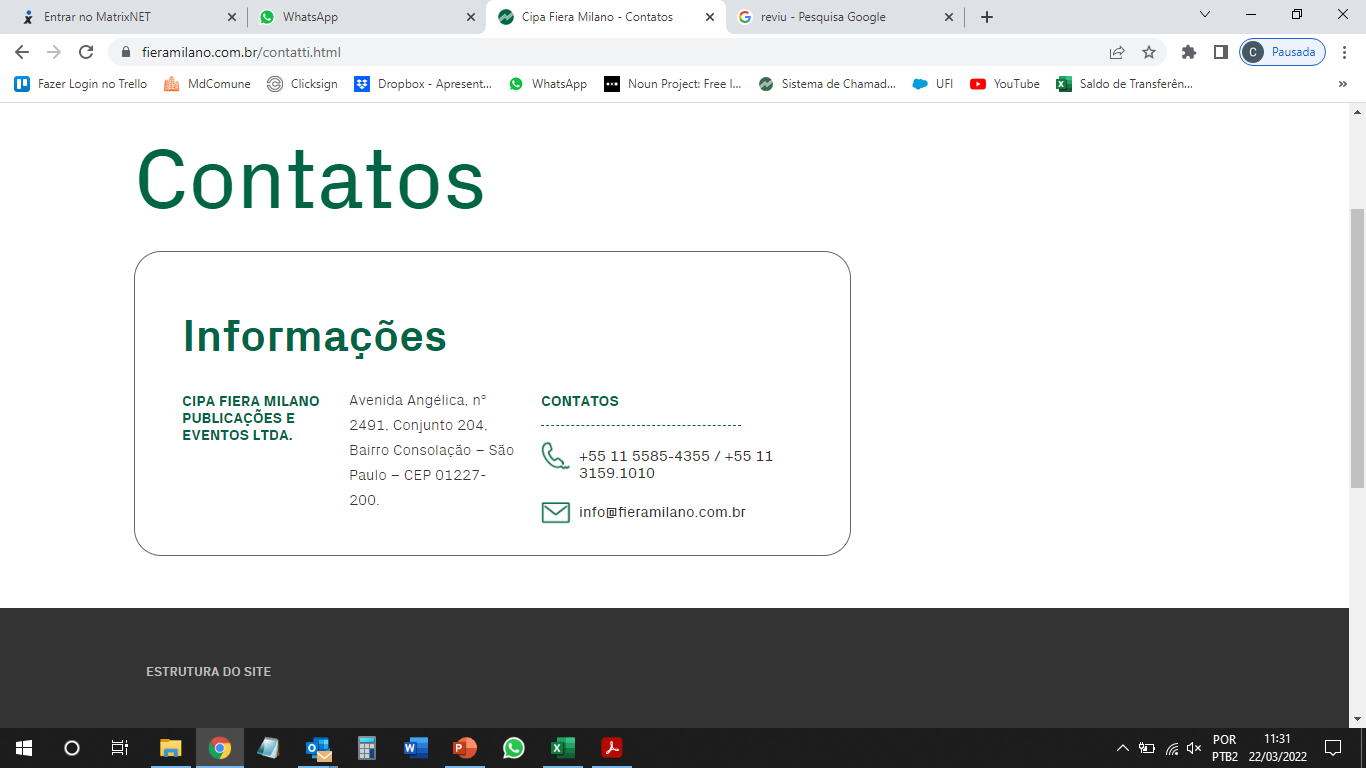 Entrar no MatrixNET
WhatsApp
Cipa Fiera Milano - Contatos
reviu - Pesquisa Google
fieramilano.com.br/contatti.html
C Pausada
Fazer Login no Trello
MdComune
Clicksign
Dropbox - Apresent...
WhatsApp
Noun Project: Free I...
Sistema de Chamad...
UFI
YouTube
Saldo de Transferên...
»
Contatos
Informações
CIPA FIERA MILANO
PUBLICAÇÕES E
EVENTOS LTDA.
Avenida Angélica, nº
2491, Conjunto 204,
Bairro Consolação – São
Paulo – CEP 01227-
200.
CONTATOS
+55 11 5585-4355 / +55 11
3159.1010
info@fieramilano.com.br
ESTRUTURA DO SITE
POR
PTB2
11:31
22/03/2022